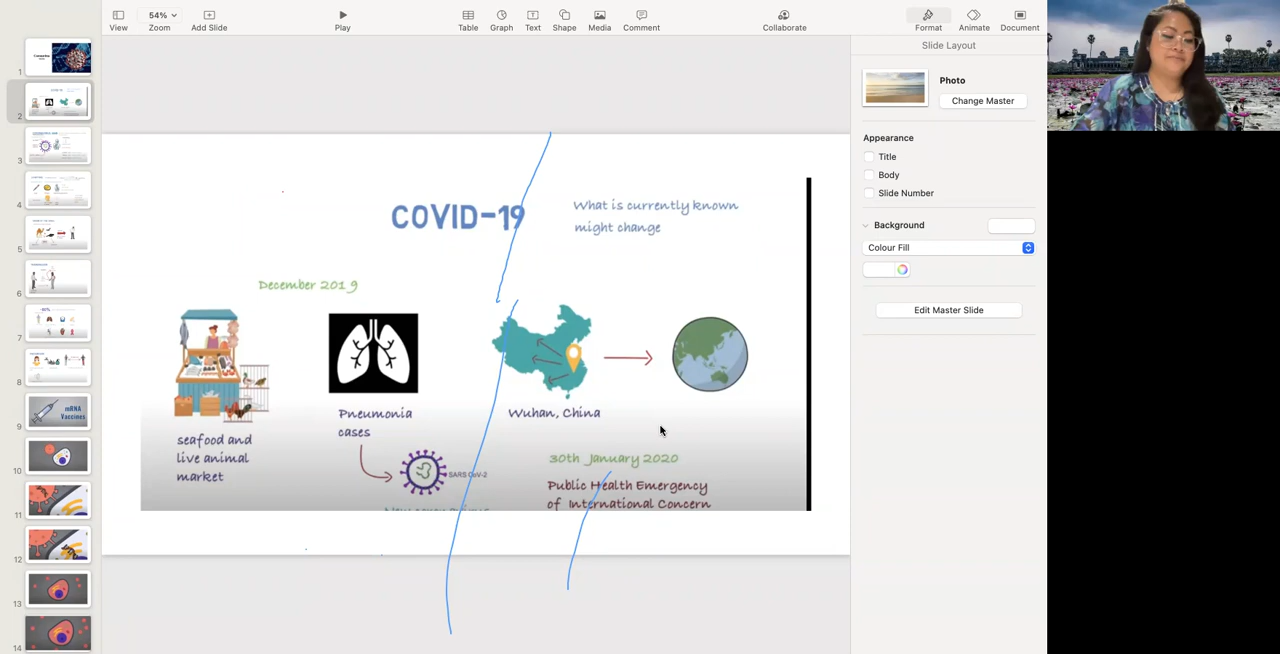 54%
View
Zoom
Add Slide
Play
Table
Graph
Text
Shape
Media
Comment
Collaborate
Format
Animate
Document
1
2
3
4
5
6
7
8
9
10
11
12
13
14
mRNA
Vaccines
COVID-19
What is currently known
might change
December 2019
Pneumonia
cases
Wuhan, China
seafood and
live animal
market
SARS CoV-2
30th January 2020
Public Health Emergency
of International Concern
Slide Layout
Photo
Change Master
Appearance
Title
Body
Slide Number
Background
Colour Fill
Edit Master Slide